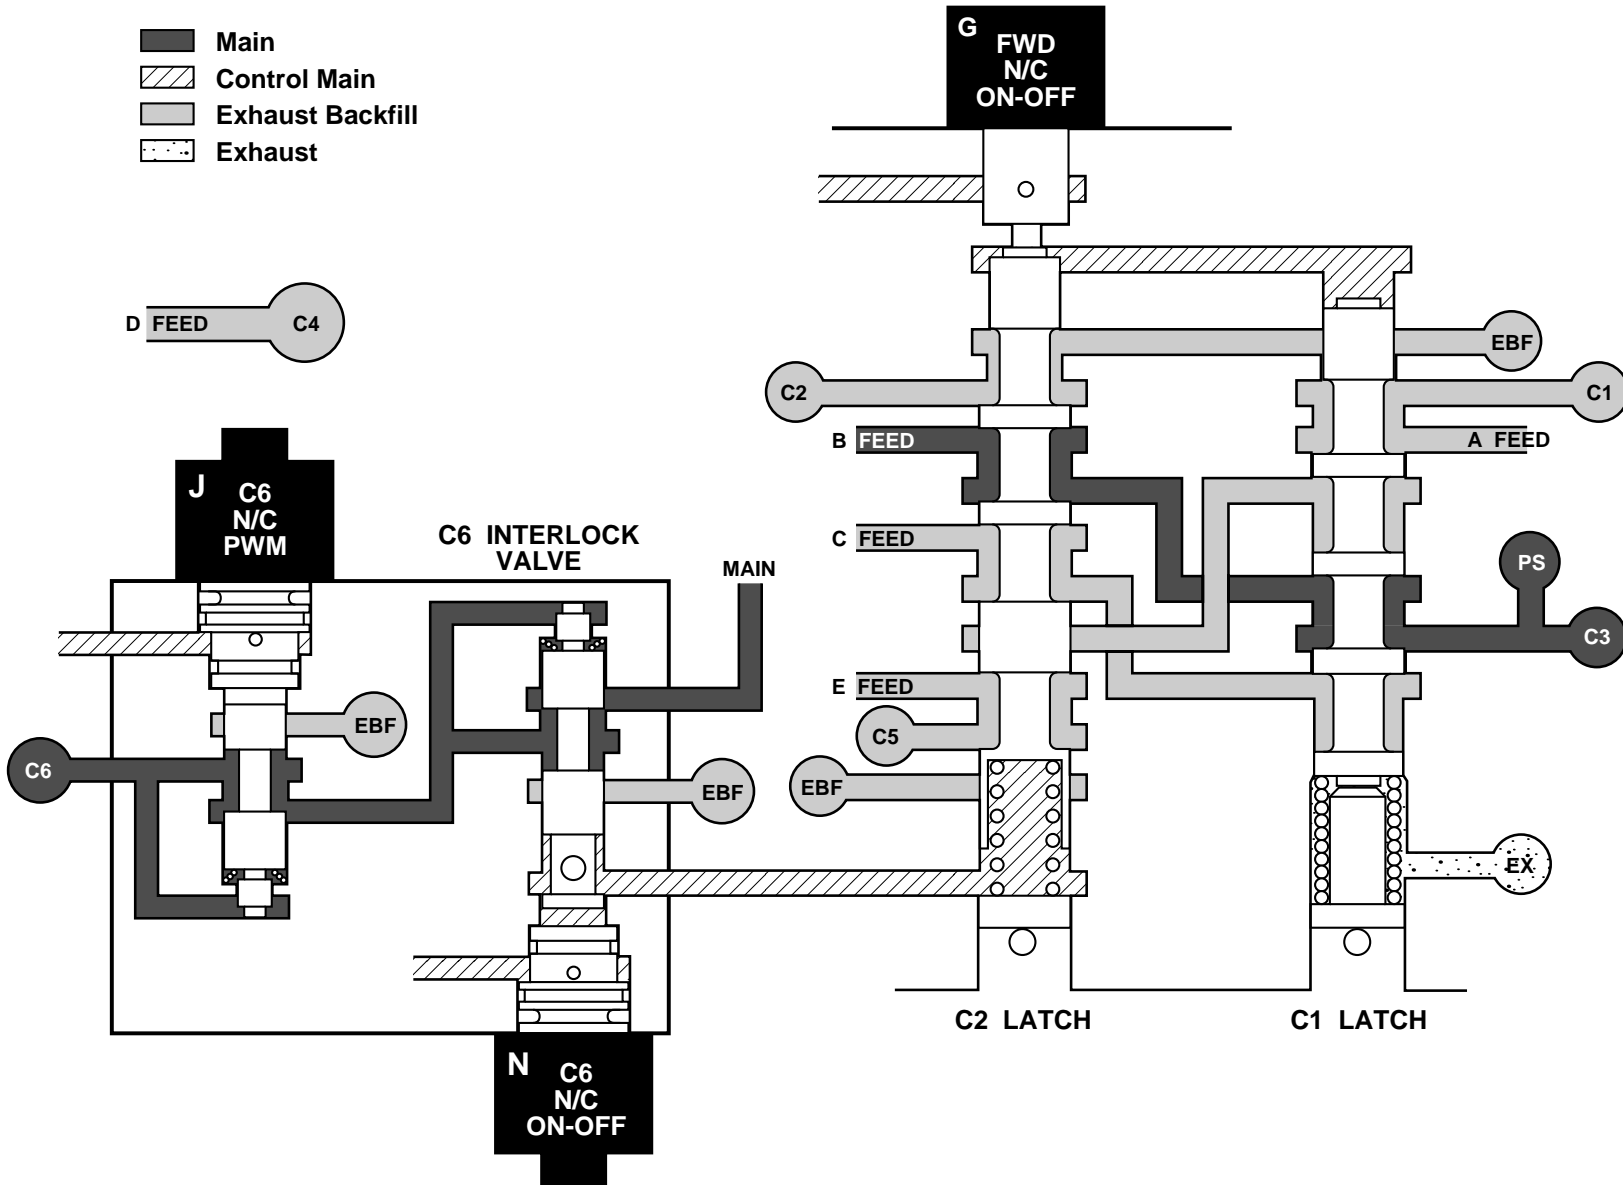 Main
Control Main
Exhaust Backfill
Exhaust
G
FWD
N/C
ON-OFF
D FEED
C4
EBF
C2
C1
B FEED
A FEED
J
C6
N/C
PWM
C6 INTERLOCK
VALVE
C FEED
MAIN
PS
C3
E FEED
EBF
C5
C6
EBF
EBF
EX
C2 LATCH
C1 LATCH
N
C6
N/C
ON-OFF